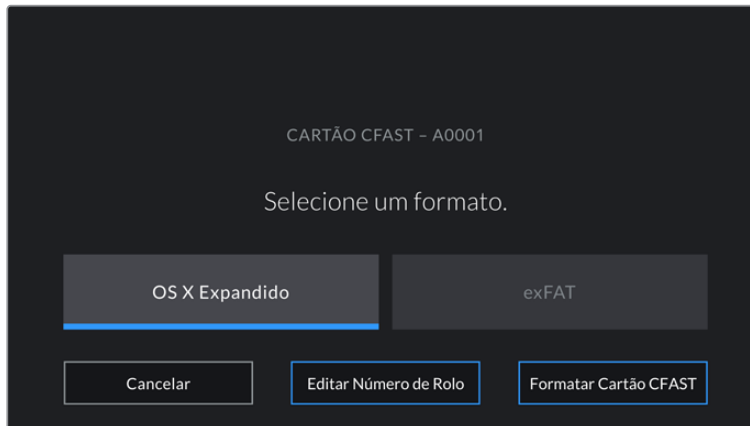 CARTÃO CFAST – A0001
Selecione um formato.
OS X Expandido
exFAT
Cancelar
Editar Número de Rolo
Formatar Cartão CFAST